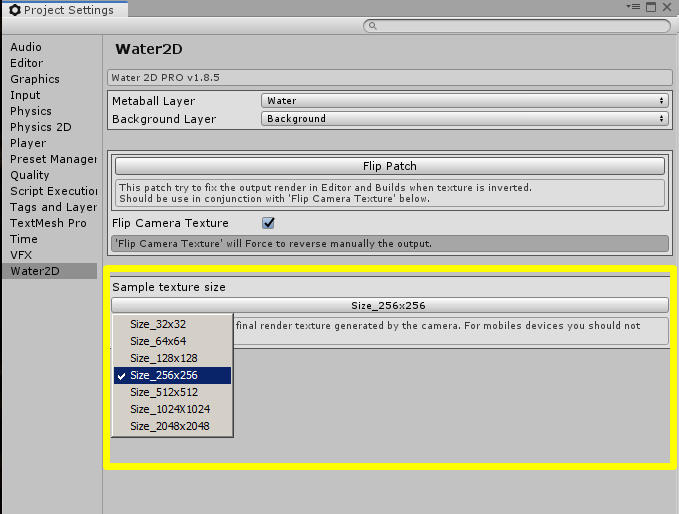 Project Settings
Audio
Editor
Graphics
Input
Physics
Physics 2D
Player
Preset Manager
Quality
Script Execution
Tags and Layer
TextMesh Pro
Time
VFX
Water2D
Water2D
Water 2D PRO v1.8.5
Metaball Layer Water
Background Layer Background
Flip Patch
This patch try to fix the output render in Editor and Builds when texture is inverted.
Should be use in conjunction with 'Flip Camera Texture' below.
Flip Camera Texture
'Flip Camera Texture' will Force to reverse manually the output.
Sample texture size
Size_256x256
final render texture generated by the camera. For mobiles devices you should not
Size_32x32
Size_64x64
Size_128x128
Size_256x256
Size_512x512
Size_1024X1024
Size_2048x2048